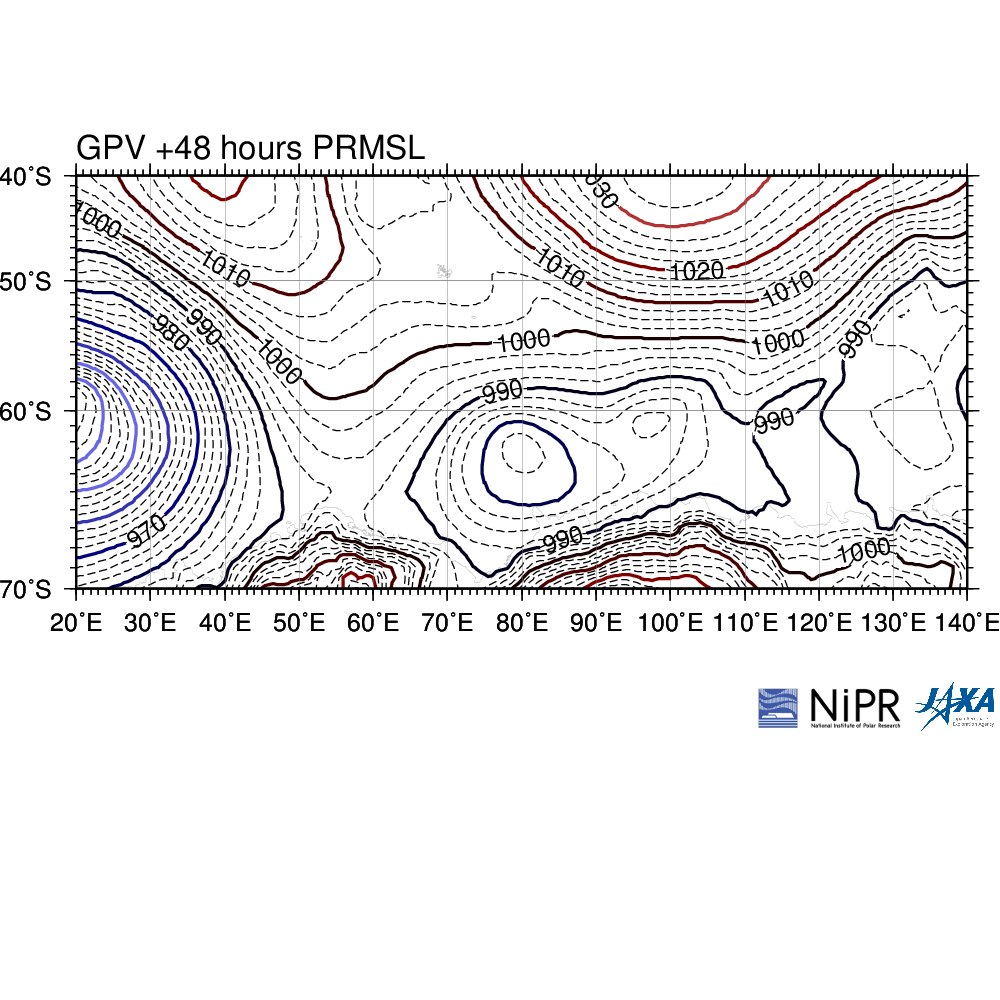 GPV +48 hours PRMSL
40˚S
50˚S
60˚S
70˚S
1000
1010
980
990
1000
970
1010
1020
1010
1000
1000
990
990
990
990
1000
20˚E 30˚E 40˚E 50˚E 60˚E 70˚E 80˚E 90˚E 100˚E 110˚E 120˚E 130˚E 140˚E
NiPR
National Institute of Polar Research
JAXA
Japan Aerospace
Exploration Agency